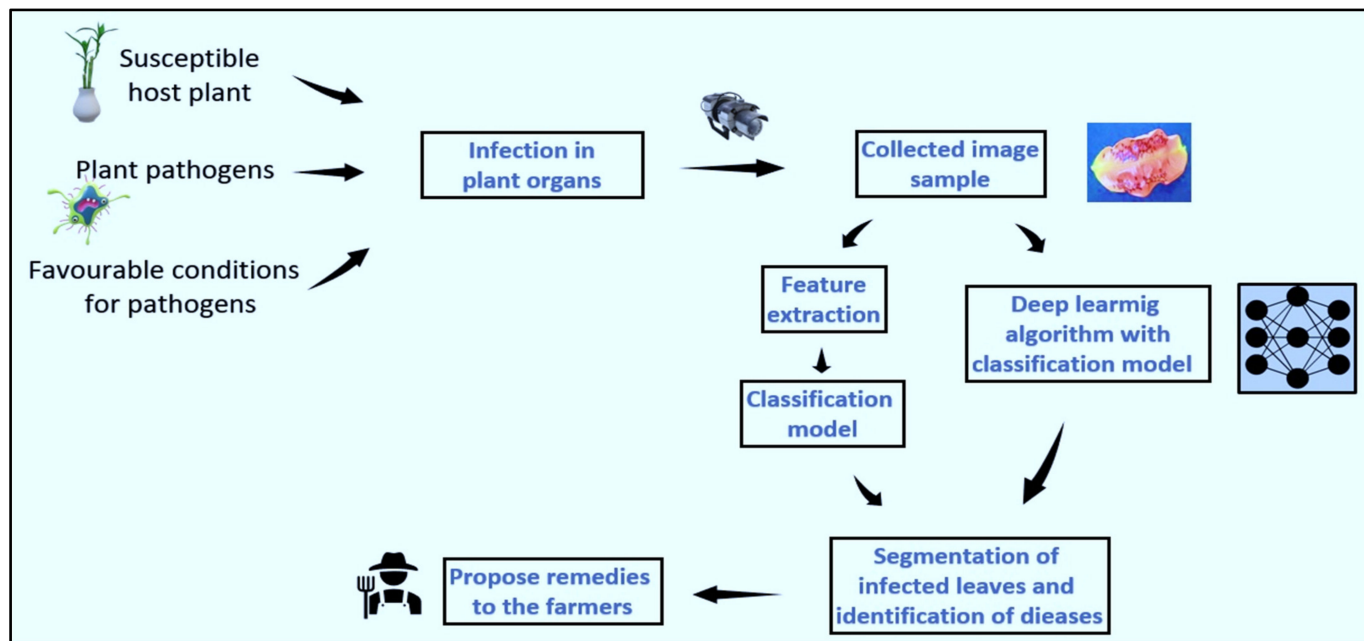 Susceptible
host plant
Plant pathogens
Favourable conditions
for pathogens
Infection in
plant organs
Collected image
sample
Feature
extraction
Classification
model
Deep learmig
algorithm with
classification model
Segmentation of
infected leaves and
identification of dieases
Propose remedies
to the farmers